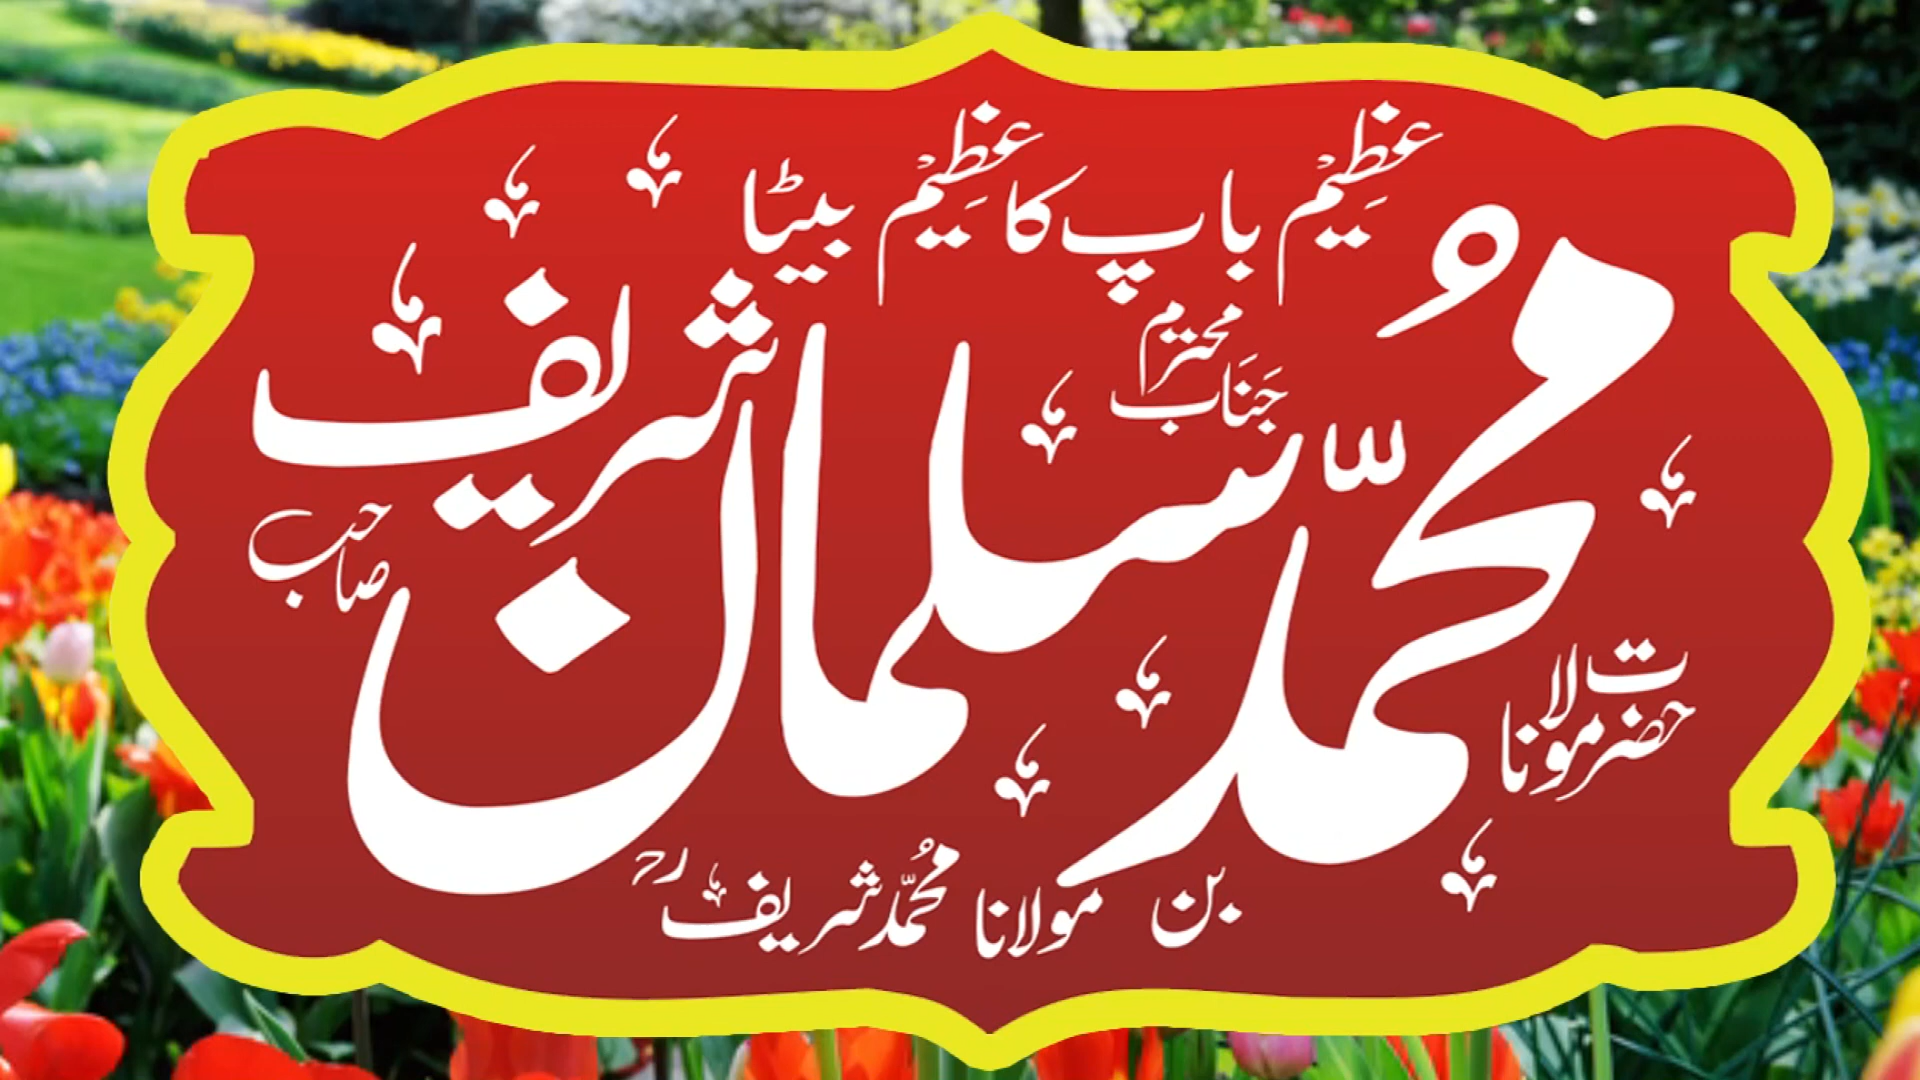 عظیم باپ کا عظیم بیٹا
جناب محترم
حضرت مولانا
محمد سلمان شریف
صاحب
بن مولانا محمد شریف رح